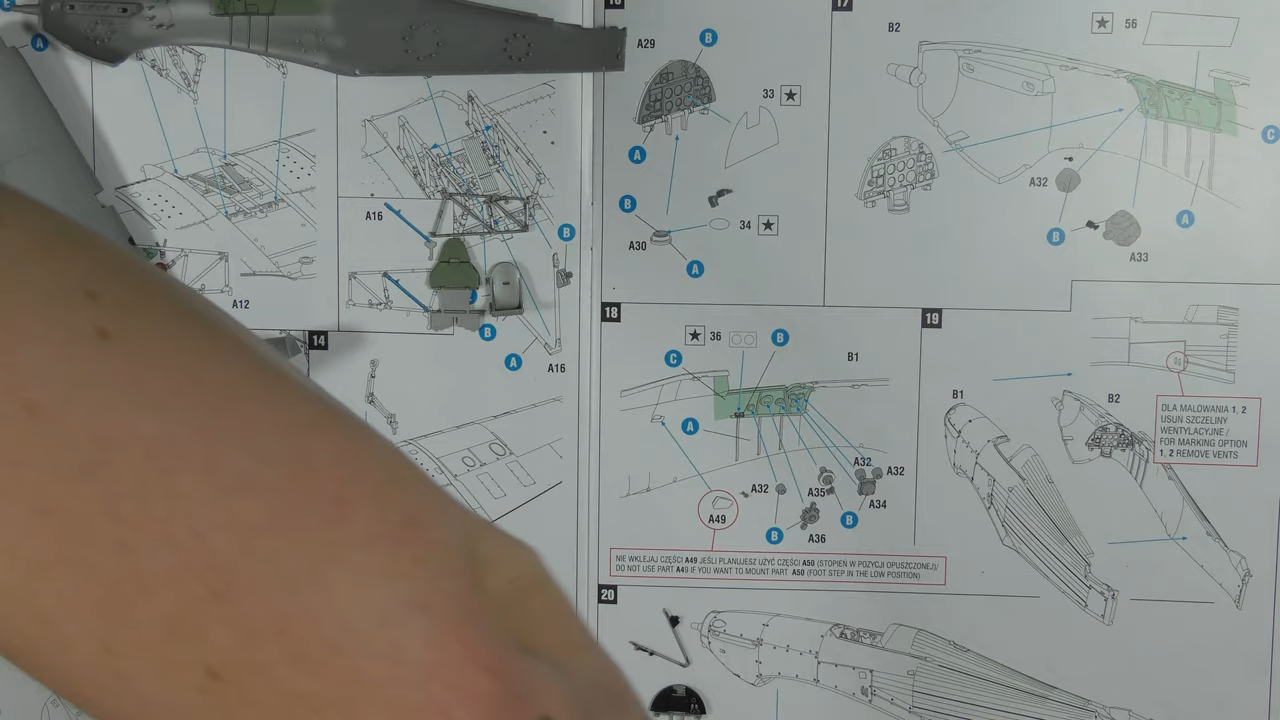 E
A
A16
B
A12
B
A
A16
14
16
A29
B
33
A
B
34
A30
A
17
B2
56
C
A32
B
A33
A
18
36
B
C
B1
A
A32
A32
A32
A35
A34
B
A49
B
A36
NIE WKLEJAJ CZĘŚCI A49 JEŚLI PLANUJESZ UŻYĆ CZĘŚCI A50 (STOPIEŃ W POZYCJI OPUSZCZONEJ)/
DO NOT USE PART A49 IF YOU WANT TO MOUNT PART A50 (FOOT STEP IN THE LOW POSITION)
19
B1
B2
DLA MALOWANIA 1, 2
USUŃ SZCZELINY
WENTYLACYJNE /
FOR MARKING OPTION
1, 2 REMOVE VENTS
20